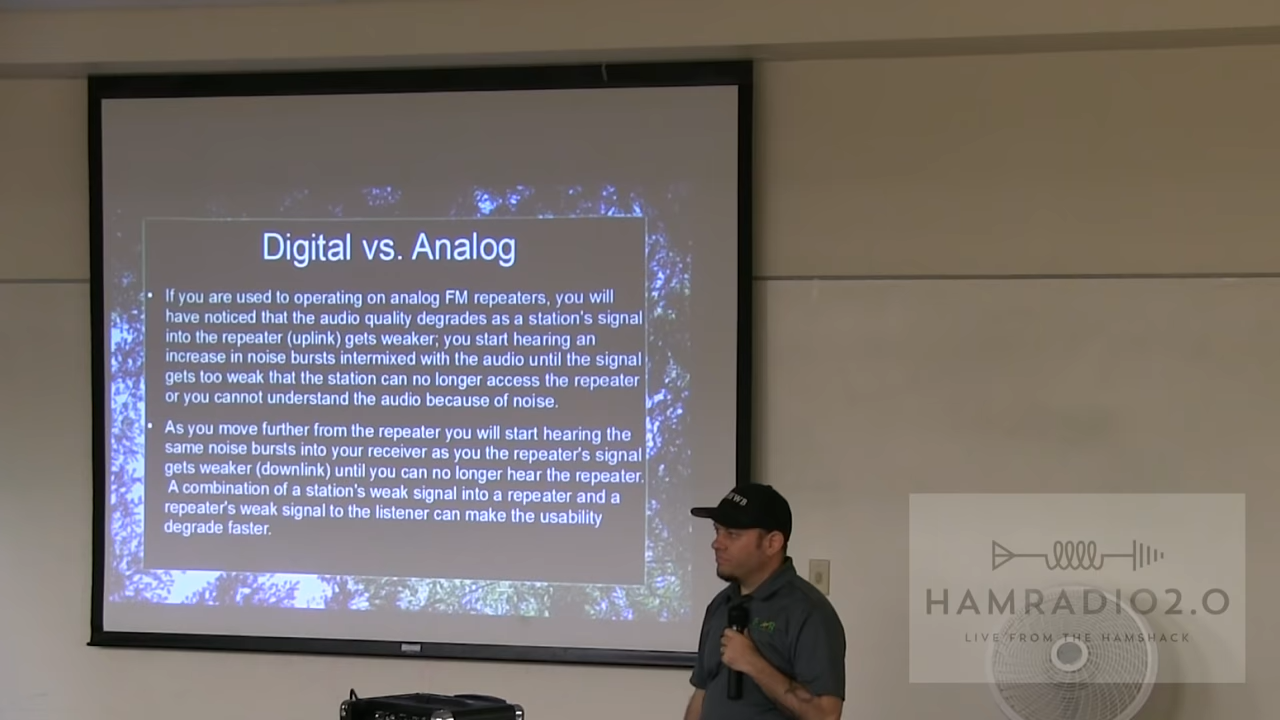 Digital vs. Analog
• If you are used to operating on analog FM repeaters, you will
have noticed that the audio quality degrades as a station's signal
into the repeater (uplink) gets weaker; you start hearing an
increase in noise bursts intermixed with the audio until the signal
gets too weak that the station can no longer access the repeater
or you cannot understand the audio because of noise.
• As you move further from the repeater you will start hearing the
same noise bursts into your receiver as you the repeater's signal
gets weaker (downlink) until you can no longer hear the repeater.
A combination of a station's weak signal into a repeater and a
repeater's weak signal to the listener can make the usability
degrade faster.
HAMRADIO2.0
LIVE FROM THE HAMSHACK